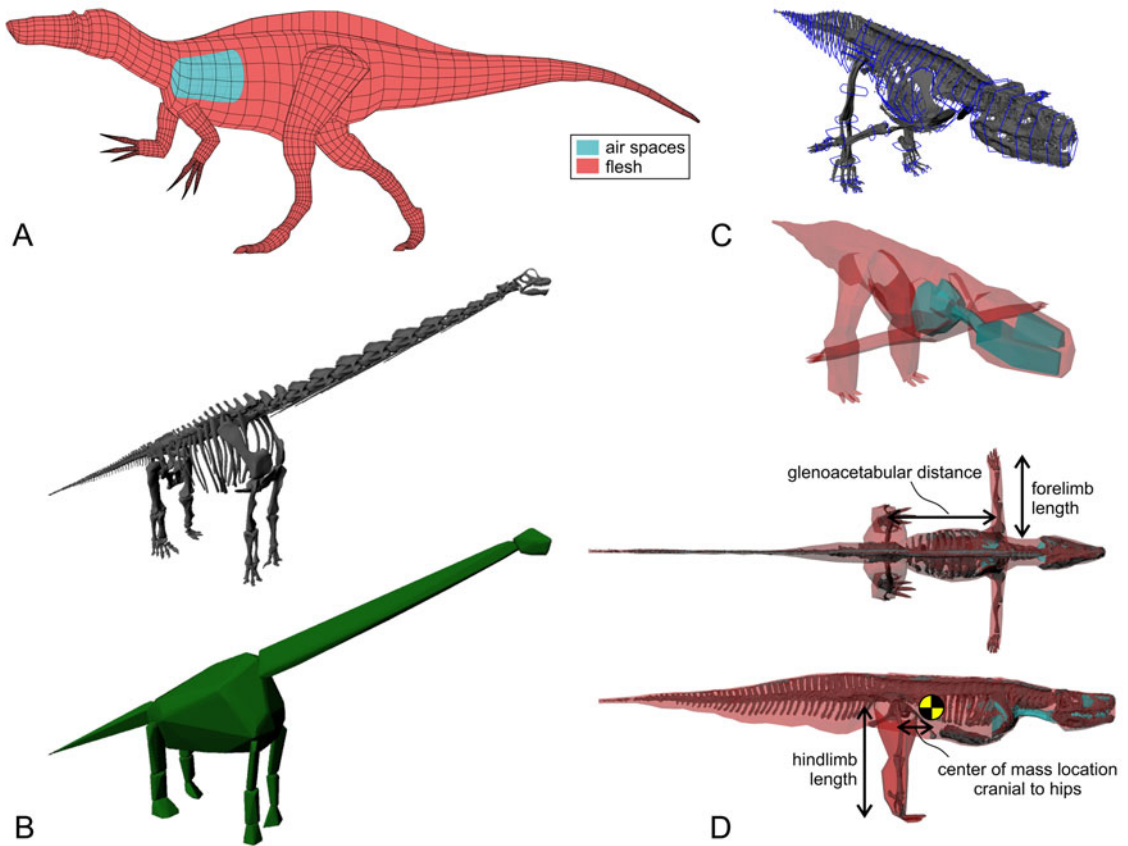 air spaces
flesh
A
C
glenoacetabular distance
forelimb
length
hindlimb
length
center of mass location
cranial to hips
B
D